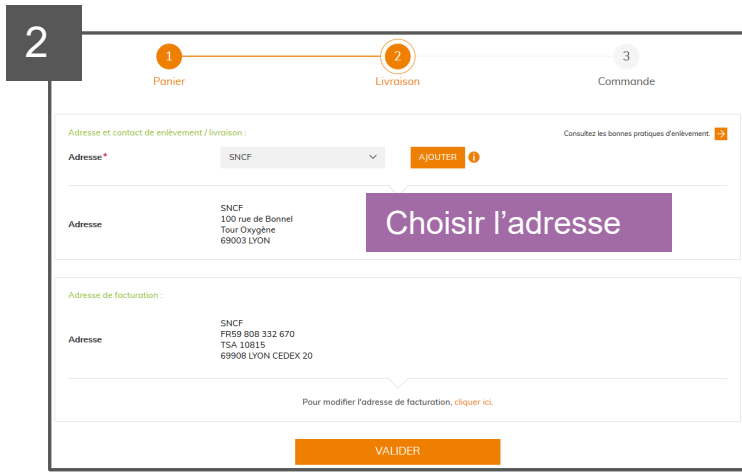 2
1
2
3
Panier
Livraison
Commande
Adresse et contact de enlèvement / livraison :
Consultez les bonnes pratiques d'enlèvement.
Adresse*
SNCF
AJOUTER
i
Adresse
SNCF
100 rue de Bonnel
Tour Oxygène
69003 LYON
Choisir l'adresse
Adresse de facturation :
Adresse
SNCF
FR59 808 332 670
TSA 10815
69908 LYON CEDEX 20
Pour modifier l'adresse de facturation, cliquer ici.
VALIDER